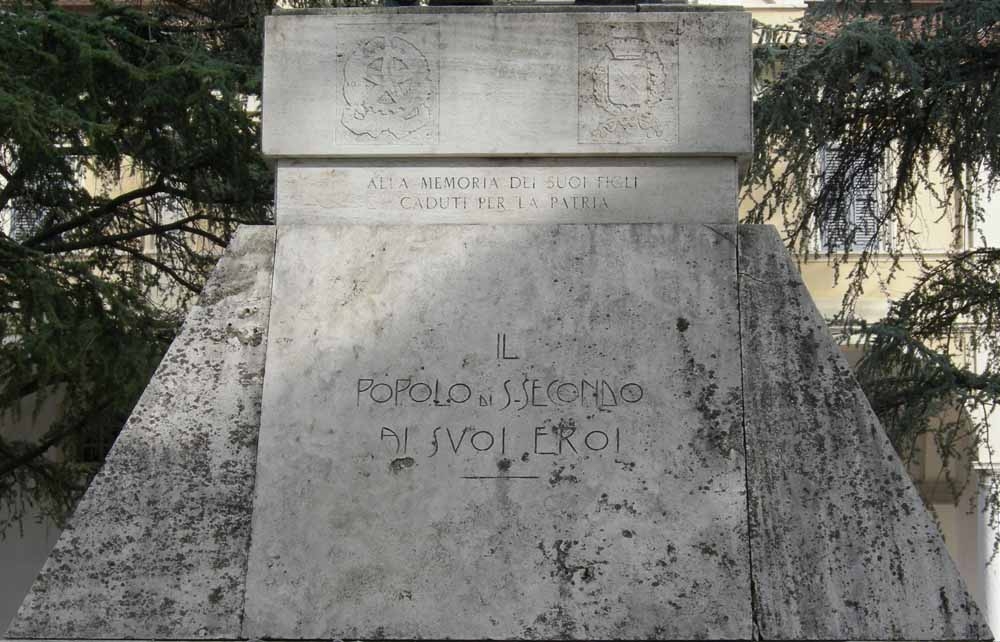 ALLA MEMORIA DEI SUOI FIGLI
CADUTI PER LA PATRIA
IL
POPOLO DI S.SECONDO
AI SVOI EROI